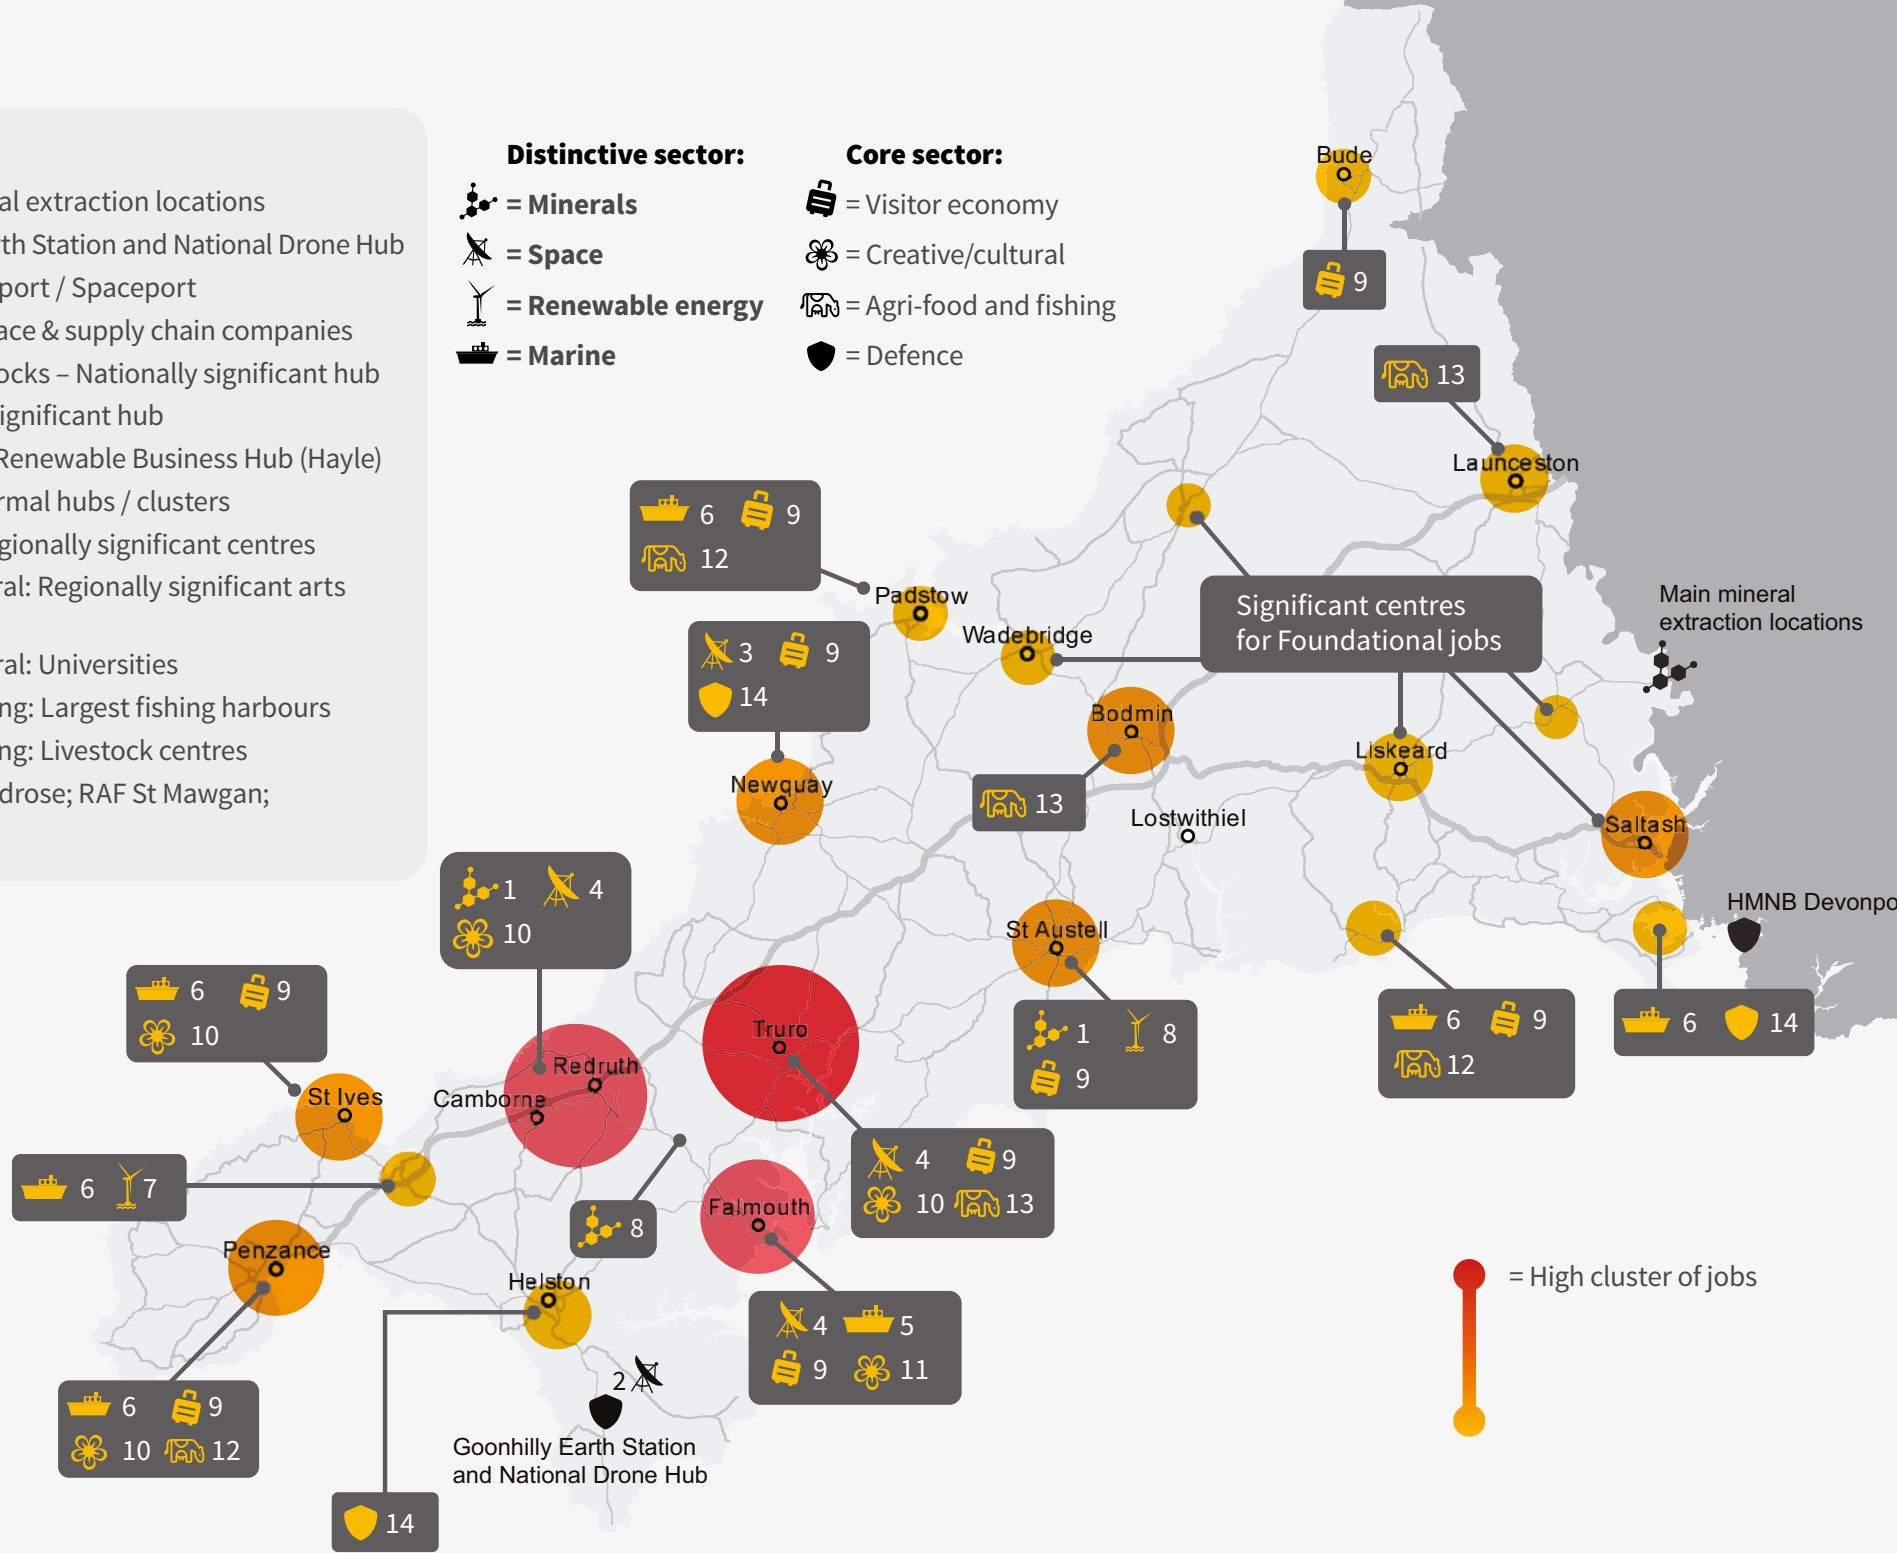 al extraction locations
rth Station and National Drone Hub
port / Spaceport
ace & supply chain companies
ocks – Nationally significant hub
ignificant hub
Renewable Business Hub (Hayle)
rmal hubs / clusters
gionally significant centres
ral: Regionally significant arts
ral: Universities
ng: Largest fishing harbours
ng: Livestock centres
drose; RAF St Mawgan;
Distinctive sector:
= Minerals
= Space
= Renewable energy
= Marine
Core sector:
= Visitor economy
= Creative/cultural
= Agri-food and fishing
= Defence
Bude
9
13
Launceston
6 9
12
Padstow
Wadebridge
Significant centres
for Foundational jobs
Main mineral
extraction locations
3 9
14
Newquay
Bodmin
13
Lostwithiel
Liskeard
Saltash
HMNB Devonpo
1 4
10
St Austell
1 8
9
6 9
12
6 14
6 9
10
St Ives
Camborne
Redruth
Truro
4 9
10 13
6 7
8
Falmouth
4 5
9 11
Penzance
6 9
10 12
Helston
14
2
Goonhilly Earth Station
and National Drone Hub
= High cluster of jobs